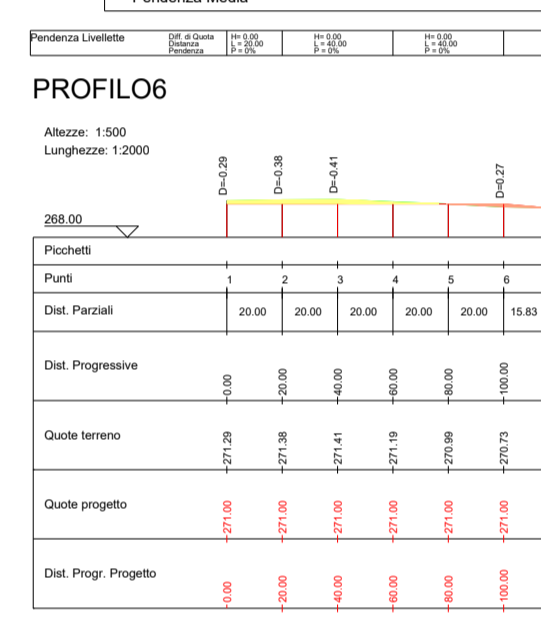 Pendenza Media
Pendenza Livellette
Diff. di Quota H= 0.00 H= 0.00 H= 0.00
Distanza L = 20.00 L = 40.00 L = 40.00
Pendenza P = 0% P = 0% P = 0%
PROFILO6
Altezze: 1:500
Lunghezze: 1:2000
D=-0.29 D=-0.38 D=-0.41 D=0.27
268.00
Picchetti
Punti 1 2 3 4 5 6
Dist. Parziali 20.00 20.00 20.00 20.00 20.00 15.83
Dist. Progressive 0.00 20.00 40.00 60.00 80.00 100.00
Quote terreno 271.29 271.38 271.41 271.19 270.99 270.73
Quote progetto 271.00 271.00 271.00 271.00 271.00 271.00
Dist. Progr. Progetto 0.00 20.00 40.00 60.00 80.00 100.00